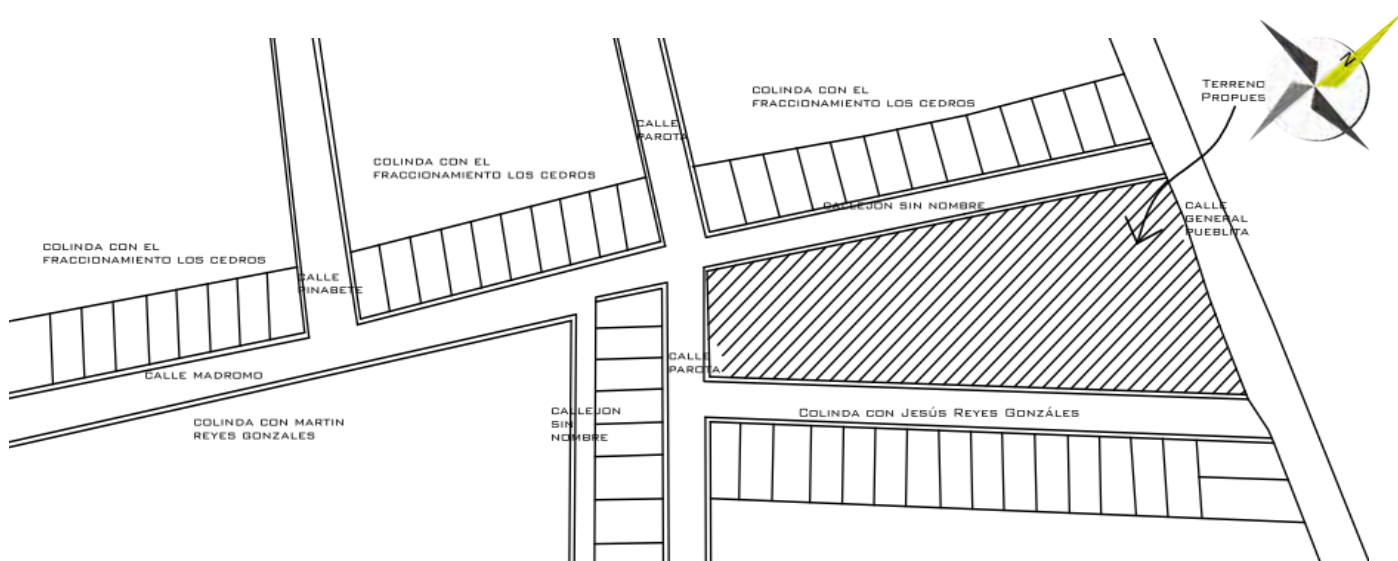 N
TERRENO
PROPUES
COLINDA CON EL
FRACCIONAMIENTO LOS CEDROS
CALLE
PAROTA
COLINDA CON EL
FRACCIONAMIENTO LOS CEDROS
CALLEJON SIN NOMBRE
CALLE
GENERAL
PUEBLITA
COLINDA CON EL
FRACCIONAMIENTO LOS CEDROS
CALLE
PINABETE
CALLE MADROMO
CALLE
PAROTA
COLINDA CON MARTIN
REYES GONZALES
CALLEJON
SIN
NOMBRE
COLINDA CON JESÚS REYES GONZÁLES